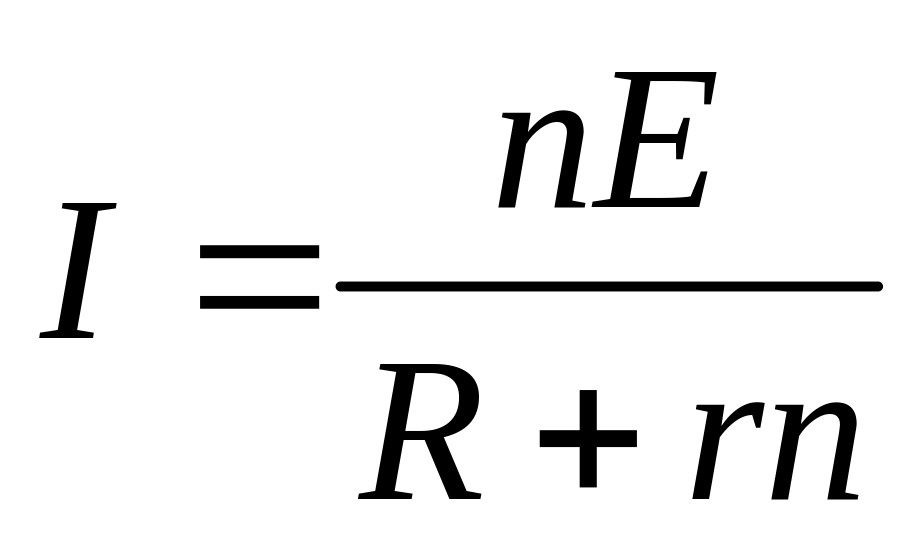 I = nE / R + rn